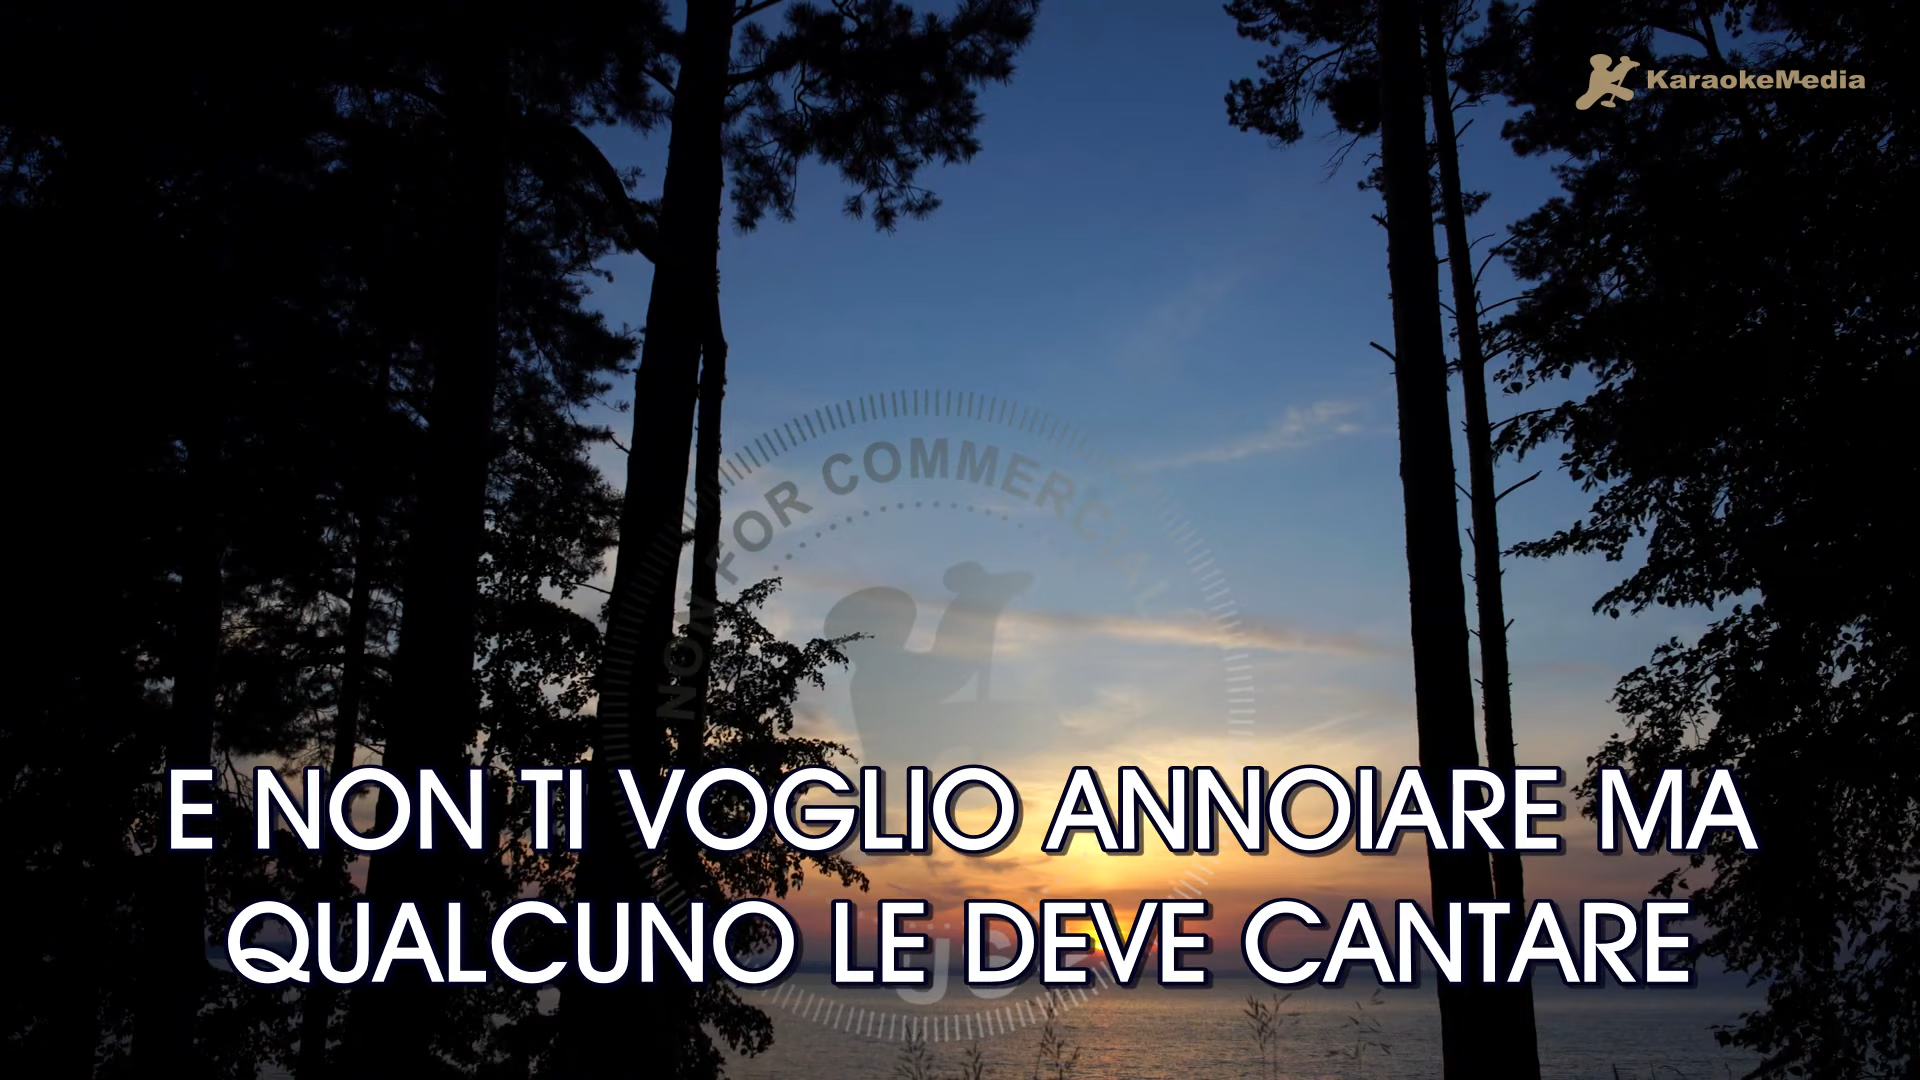 KaraokeMedia
NON FOR COMMERCIAL
E NON TI VOGLIO ANNOIARE MA
QUALCUNO LE DEVE CANTARE